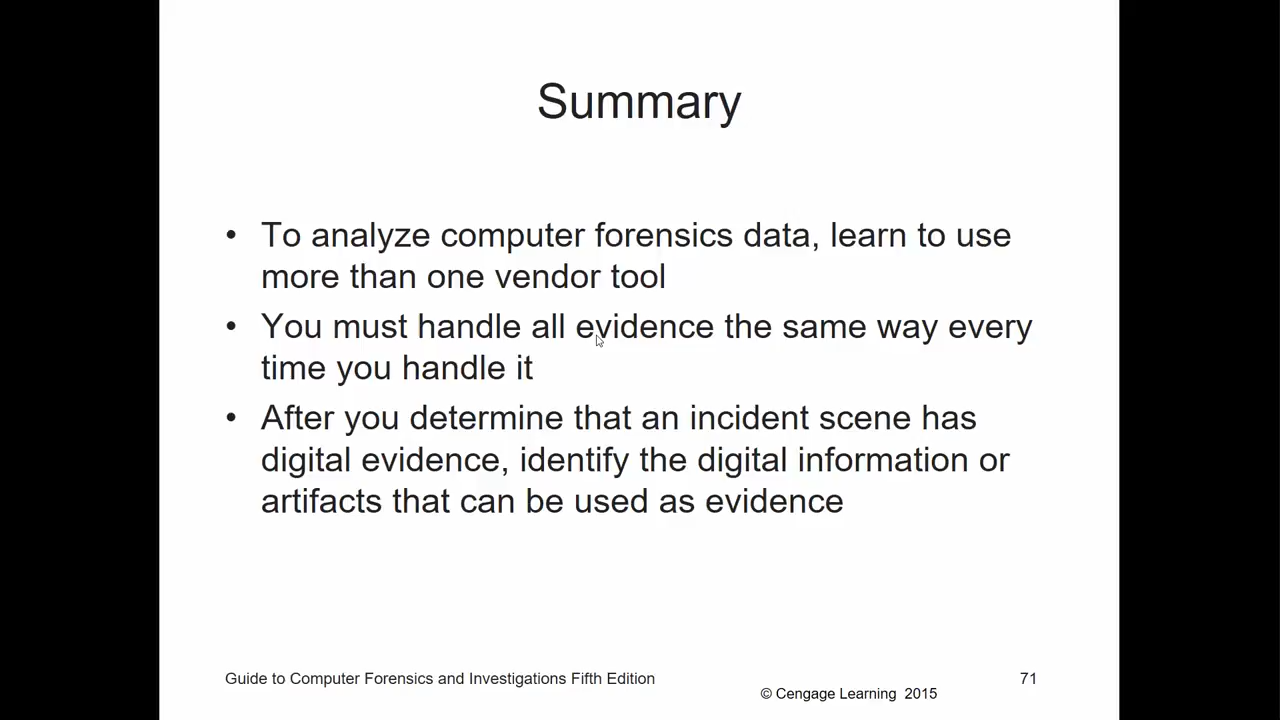 Summary
• To analyze computer forensics data, learn to use
more than one vendor tool
• You must handle all evidence the same way every
time you handle it
• After you determine that an incident scene has
digital evidence, identify the digital information or
artifacts that can be used as evidence
Guide to Computer Forensics and Investigations Fifth Edition
71
© Cengage Learning 2015